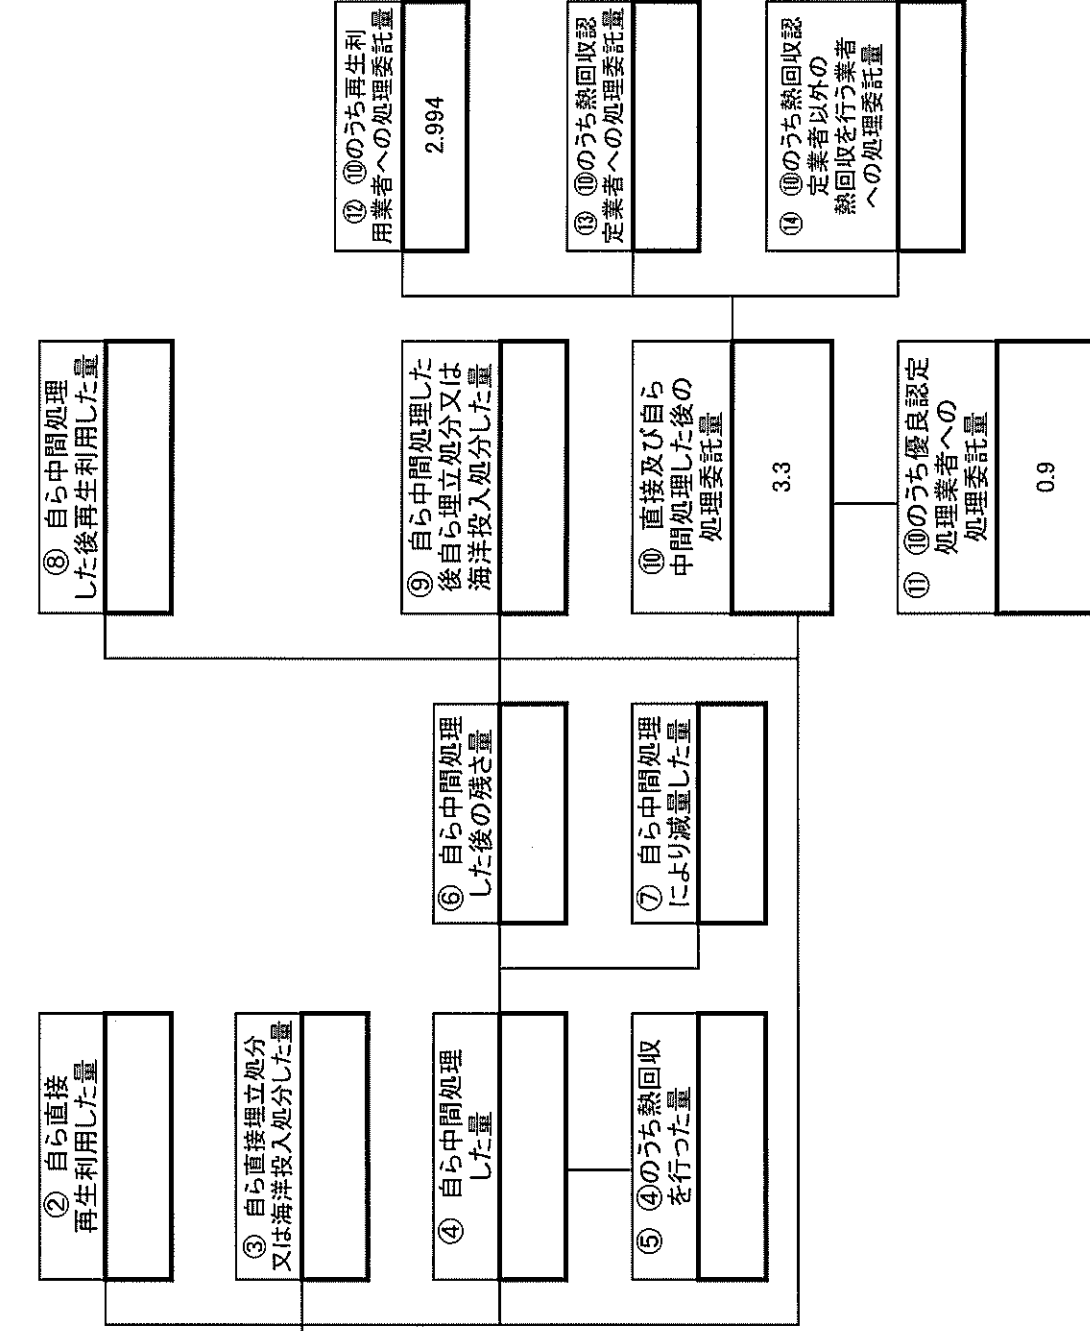 ② 自ら直接
再生利用した量
③ 自ら直接埋立処分
又は海洋投入処分した量
④ 自ら中間処理
した量
⑤ ④のうち熱回収
を行った量
⑥ 自ら中間処理
した後の残さ量
⑦ 自ら中間処理
により減量した量
⑧ 自ら中間処理
した後再生利用した量
⑨ 自ら中間処理した
後自ら埋立処分又は
海洋投入処分した量
⑩ 直接及び自ら
中間処理した後の
処理委託量
3.3
⑪ ⑩のうち優良認定
処理業者への
処理委託量
0.9
⑫ ⑩のうち再生利
用業者への処理委託量
2.994
⑬ ⑩のうち熱回収認
定業者への処理委託量
⑭ ⑩のうち熱回収認
定業者以外の
熱回収を行う業者
への処理委託量